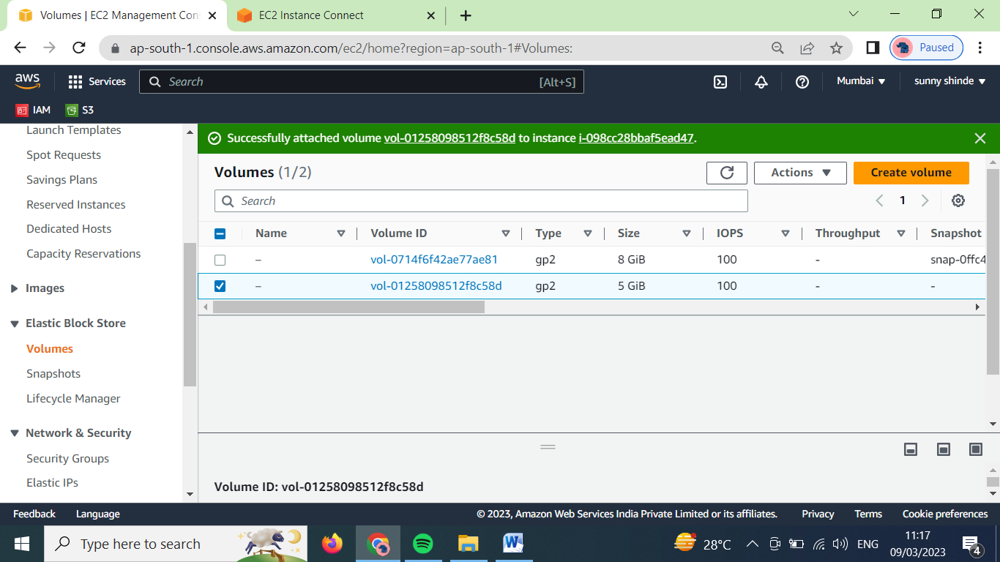 Volumes | EC2 Management Con
EC2 Instance Connect
ap-south-1.console.aws.amazon.com/ec2/home?region=ap-south-1#Volumes:
Paused
aws
Services
Search
[Alt+S]
Mumbai
sunny shinde
IAM
S3
Launch Templates
Spot Requests
Savings Plans
Reserved Instances
Dedicated Hosts
Capacity Reservations
Images
Elastic Block Store
Volumes
Snapshots
Lifecycle Manager
Network & Security
Security Groups
Elastic IPs
Successfully attached volume vol-01258098512f8c58d to instance i-098cc28bbaf5ead47.
Volumes (1/2)
Actions
Create volume
Search
1
Name Volume ID Type Size IOPS Throughput Snapshot
– vol-0714f6f42ae77ae81 gp2 8 GiB 100 - snap-0ffc4
– vol-01258098512f8c58d gp2 5 GiB 100 - -
Volume ID: vol-01258098512f8c58d
Feedback
Language
© 2023, Amazon Web Services India Private Limited or its affiliates.
Privacy
Terms
Cookie preferences
Type here to search
28°C
ENG
11:17
09/03/2023
4